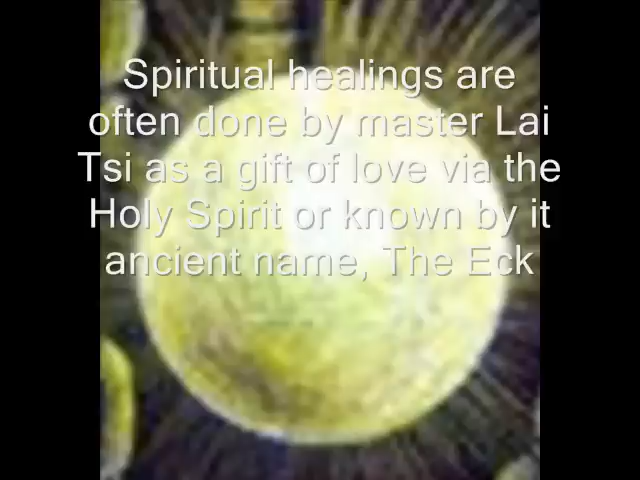 Spiritual healings are
often done by master Lai
Tsi as a gift of love via the
Holy Spirit or known by it
ancient name, The Eck